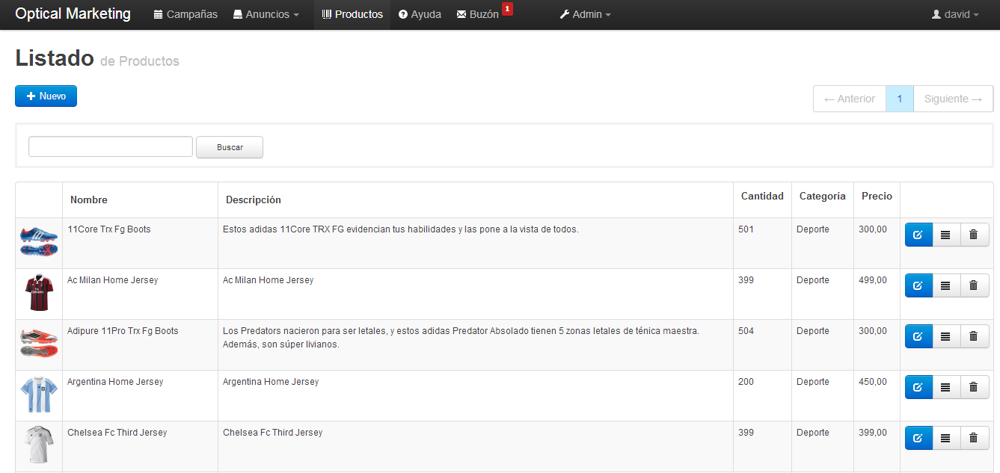 Optical Marketing Campañas Anuncios Productos Ayuda Buzón 1 Admin david
Listado de Productos
Nuevo ← Anterior 1 Siguiente →
Buscar
Nombre Descripción Cantidad Categoría Precio
11Core Trx Fg Boots Estos adidas 11Core TRX FG evidencian tus habilidades y las pone a la vista de todos. 501 Deporte 300,00
Ac Milan Home Jersey Ac Milan Home Jersey 399 Deporte 499,00
Adipure 11Pro Trx Fg Boots Los Predators nacieron para ser letales, y estos adidas Predator Absolado tienen 5 zonas letales de ténica maestra. 504 Deporte 300,00
Además, son súper livianos.
Argentina Home Jersey Argentina Home Jersey 200 Deporte 450,00
Chelsea Fc Third Jersey Chelsea Fc Third Jersey 399 Deporte 399,00